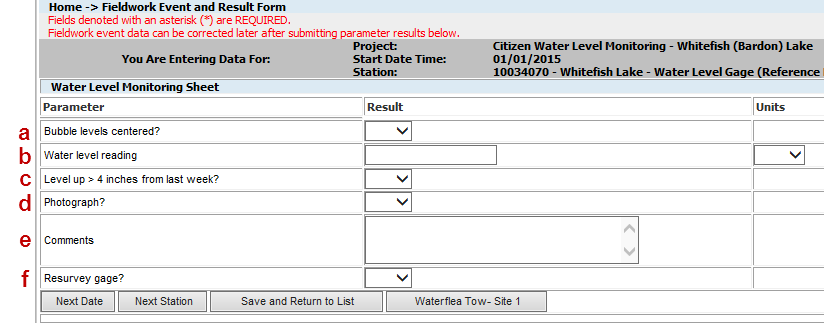 Home -> Fieldwork Event and Result Form
Fields denoted with an asterisk (*) are REQUIRED.
Fieldwork event data can be corrected later after submitting parameter results below.
You Are Entering Data For:
Project: Citizen Water Level Monitoring - Whitefish (Bardon) Lake
Start Date Time: 01/01/2015
Station: 10034070 - Whitefish Lake - Water Level Gage (Reference
Water Level Monitoring Sheet
Parameter Result Units
a Bubble levels centered?
b Water level reading
c Level up > 4 inches from last week?
d Photograph?
e Comments
f Resurvey gage?
Next Date Next Station Save and Return to List Waterflea Tow- Site 1